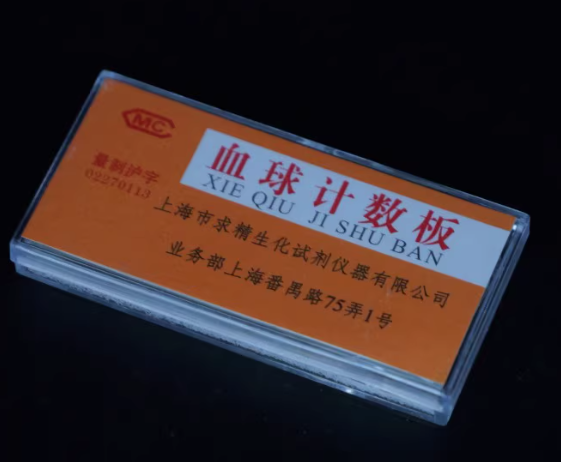 MC
血球计数板
XIE QIU JI SHU BAN
量制沪字
02270113
上海市求精生化试剂仪器有限公司
业务部上海番禺路75弄1号